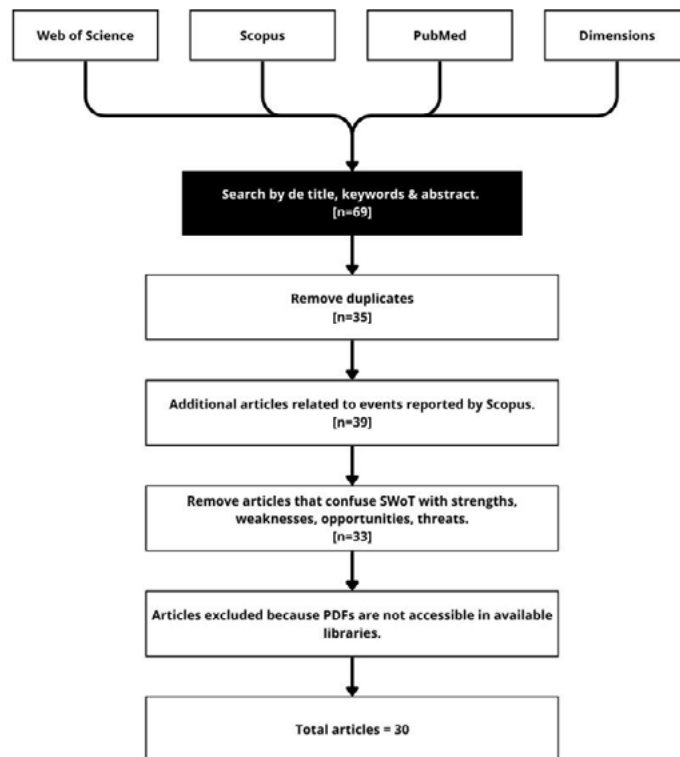 Web of Science
Scopus
PubMed
Dimensions
Search by de title, keywords & abstract.
[n=69]
Remove duplicates
[n=35]
Additional articles related to events reported by Scopus.
[n=39]
Remove articles that confuse SWoT with strengths,
weaknesses, opportunities, threats.
[n=33]
Articles excluded because PDFs are not accessible in available
libraries.
Total articles = 30